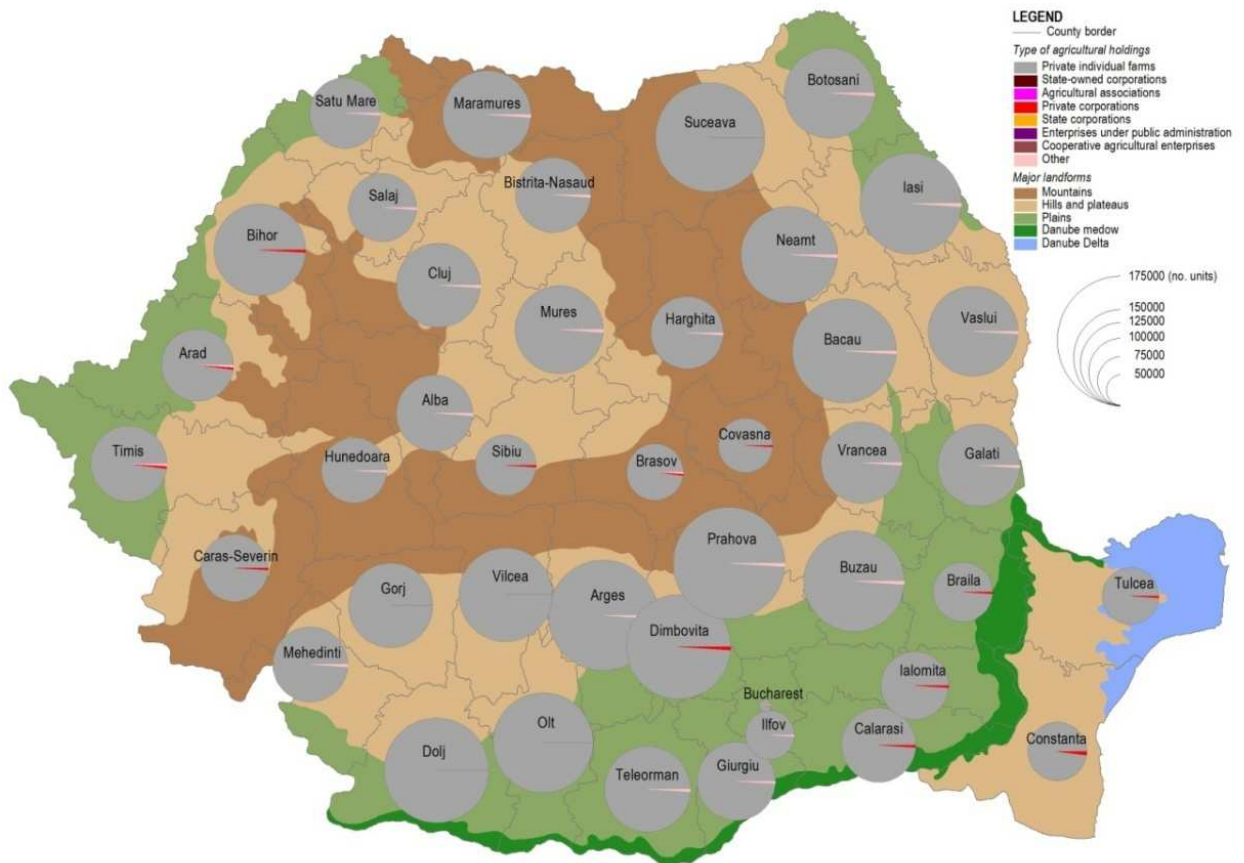 LEGEND
County border
Type of agricultural holdings
Private individual farms
State-owned corporations
Agricultural associations
Private corporations
State corporations
Enterprises under public administration
Cooperative agricultural enterprises
Other
Major landforms
Mountains
Hills and plateaus
Plains
Danube medow
Danube Delta
175000 (no. units)
150000
125000
100000
75000
50000
Botosani
Satu Mare
Maramures
Suceava
Iasi
Bistrita-Nasaud
Salaj
Bihor
Neamt
Cluj
Mures
Harghita
Vaslui
Bacau
Arad
Alba
Covasna
Timis
Hunedoara
Sibiu
Brasov
Vrancea
Galati
Prahova
Caras-Severin
Gorj
Vilcea
Arges
Buzau
Braila
Tulcea
Dimbovita
Mehedinti
Ialomita
Bucharest
Ilfov
Calarasi
Constanta
Dolj
Olt
Teleorman
Giurgiu